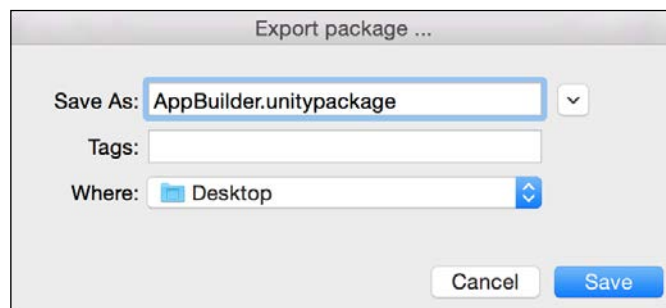 Export package ...
Save As: AppBuilder.unitypackage
Tags:
Where: Desktop
Cancel Save